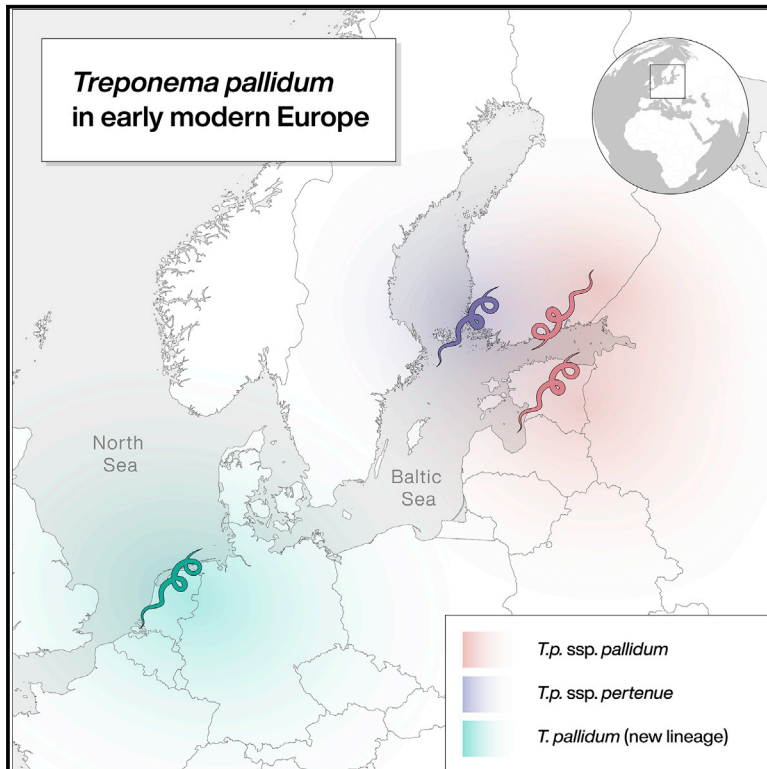 Treponema pallidum
in early modern Europe
North
Sea
Baltic
Sea
T.p. ssp. pallidum
T.p. ssp. pertenue
T. pallidum (new lineage)